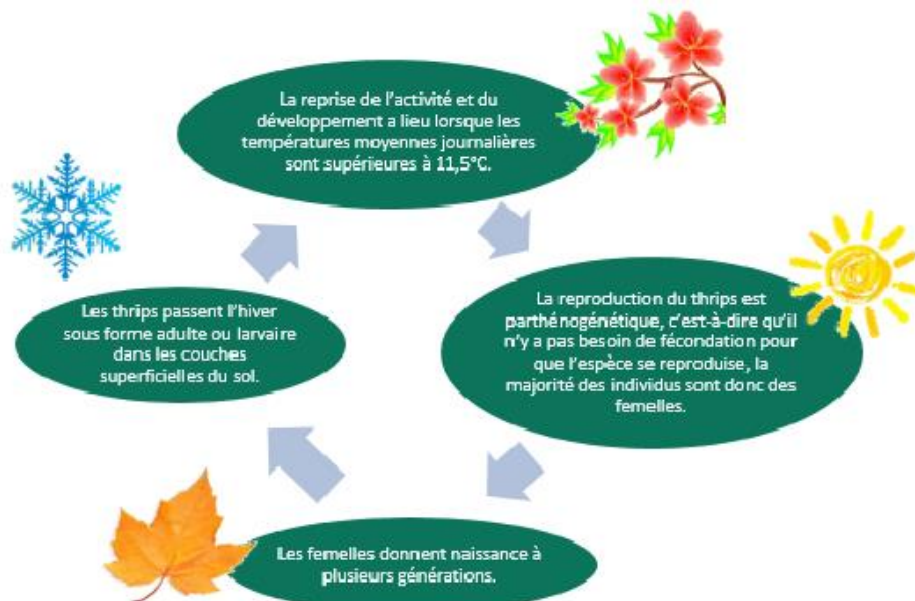 La reprise de l'activité et du
développement a lieu lorsque les
températures moyennes journalières
sont supérieures à 11,5°C.
La reproduction du thrips est
parthénogénétique, c'est-à-dire qu'il
n'y a pas besoin de fécondation pour
que l'espèce se reproduise, la
majorité des individus sont donc des
femelles.
Les femelles donnent naissance à
plusieurs générations.
Les thrips passent l'hiver
sous forme adulte ou larvaire
dans les couches
superficielles du sol.